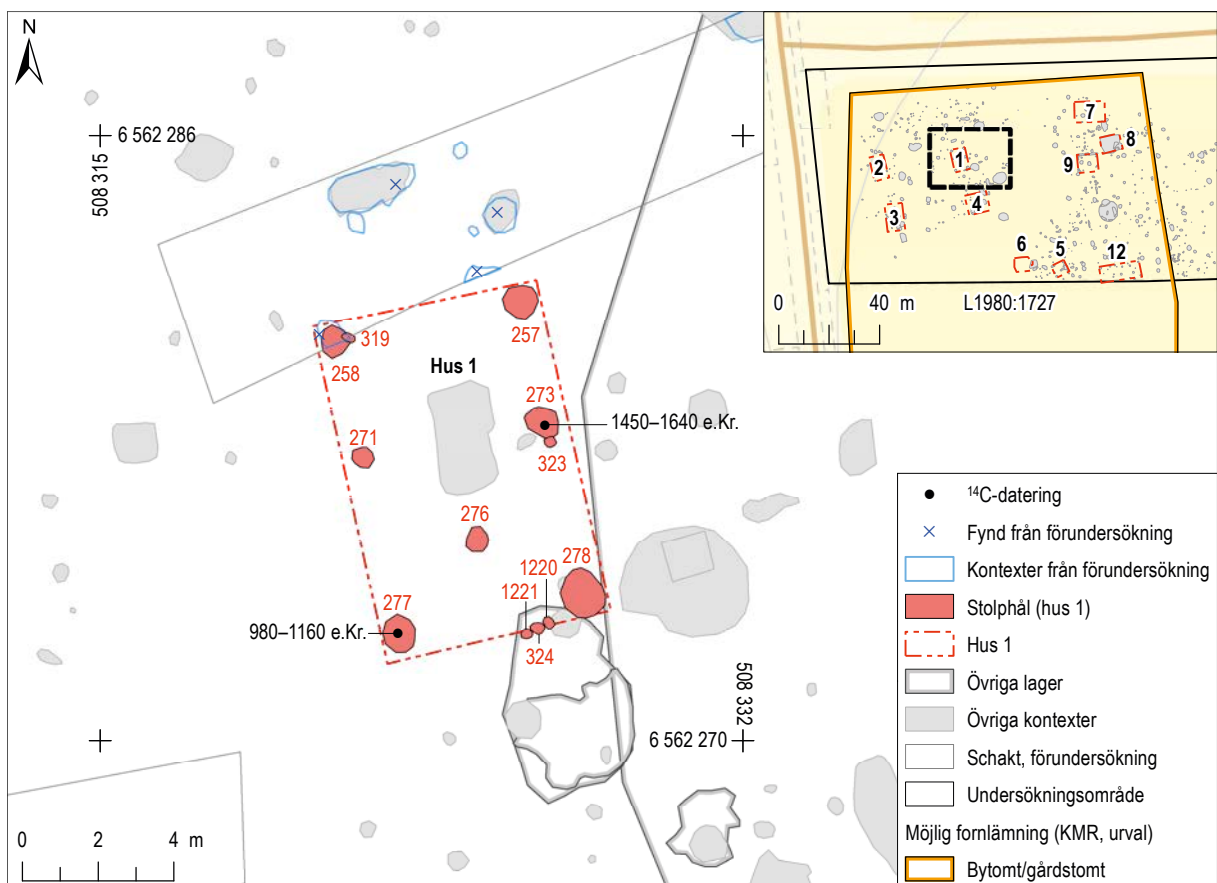 N
6 562 286
508 315
319
258
257
Hus 1
273
1450–1640 e.Kr.
271
323
276
278
1220
1221
277
980–1160 e.Kr.
324
508 332
6 562 270
0 2 4 m
7
8
1
9
2
4
3
6
5
12
0 40 m
L1980:1727
¹⁴C-datering
Fynd från förundersökning
Kontexter från förundersökning
Stolphål (hus 1)
Hus 1
Övriga lager
Övriga kontexter
Schakt, förundersökning
Undersökningsområde
Möjlig fornlämning (KMR, urval)
Bytomt/gårdstomt